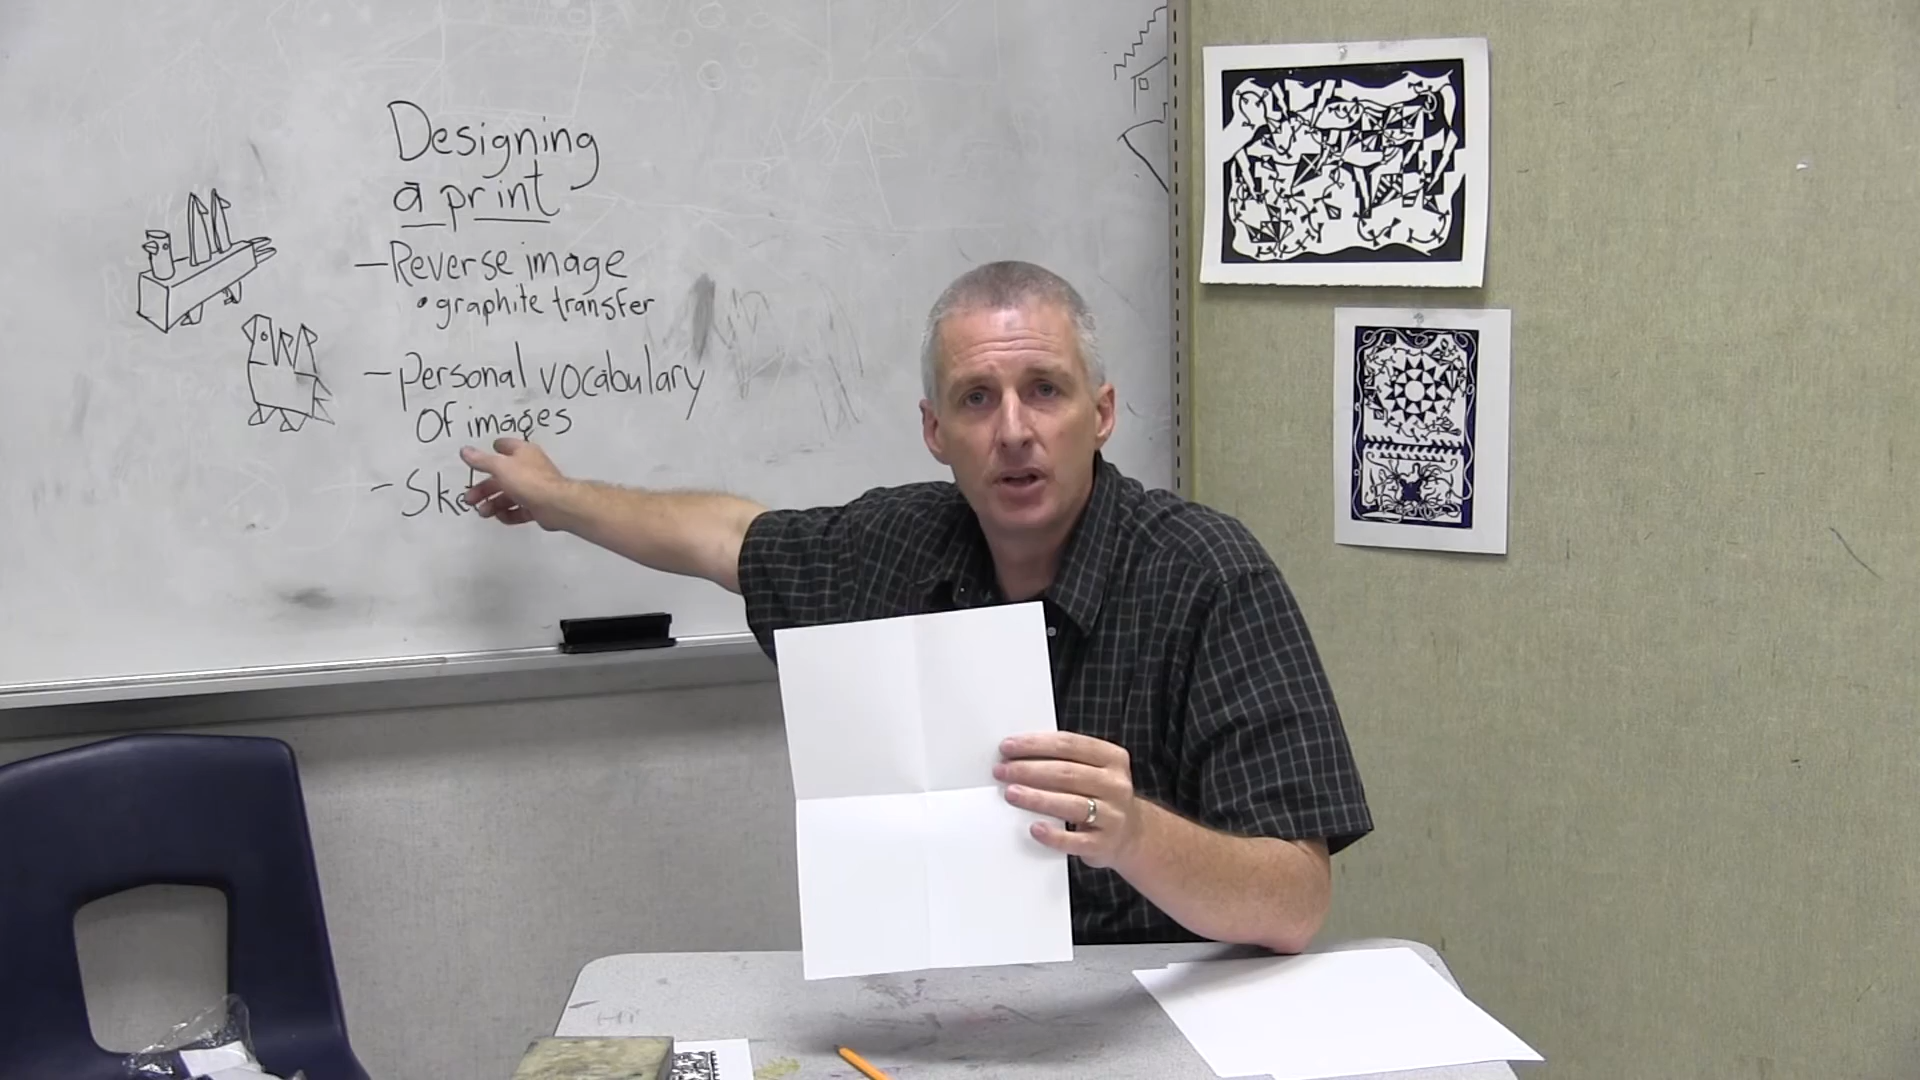 Designing
a print
- Reverse image
• graphite transfer
- Personal vocabulary
Of images